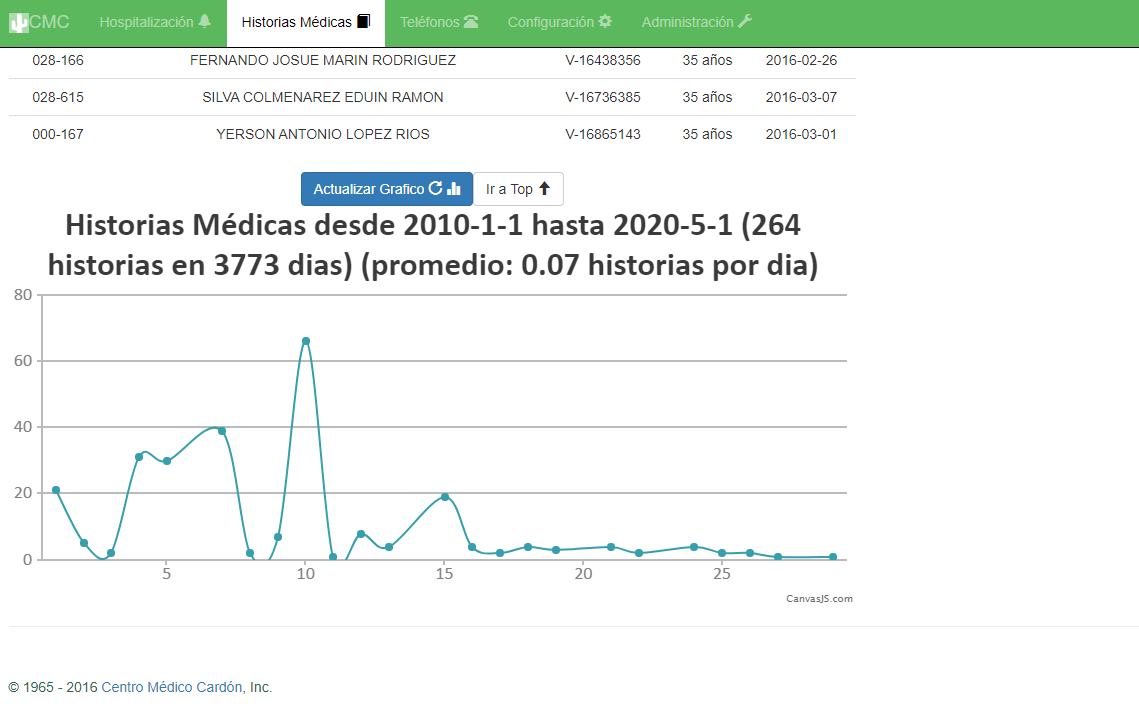 CMC Hospitalización Historias Médicas Teléfonos Configuración Administración
028-166 FERNANDO JOSUE MARIN RODRIGUEZ V-16438356 35 años 2016-02-26
028-615 SILVA COLMENAREZ EDUIN RAMON V-16736385 35 años 2016-03-07
000-167 YERSON ANTONIO LOPEZ RIOS V-16865143 35 años 2016-03-01
Actualizar Grafico Ir a Top
Historias Médicas desde 2010-1-1 hasta 2020-5-1 (264
historias en 3773 dias) (promedio: 0.07 historias por dia)
80
60
40
20
0
5 10 15 20 25
CanvasJS.com
© 1965 - 2016 Centro Médico Cardón, Inc.